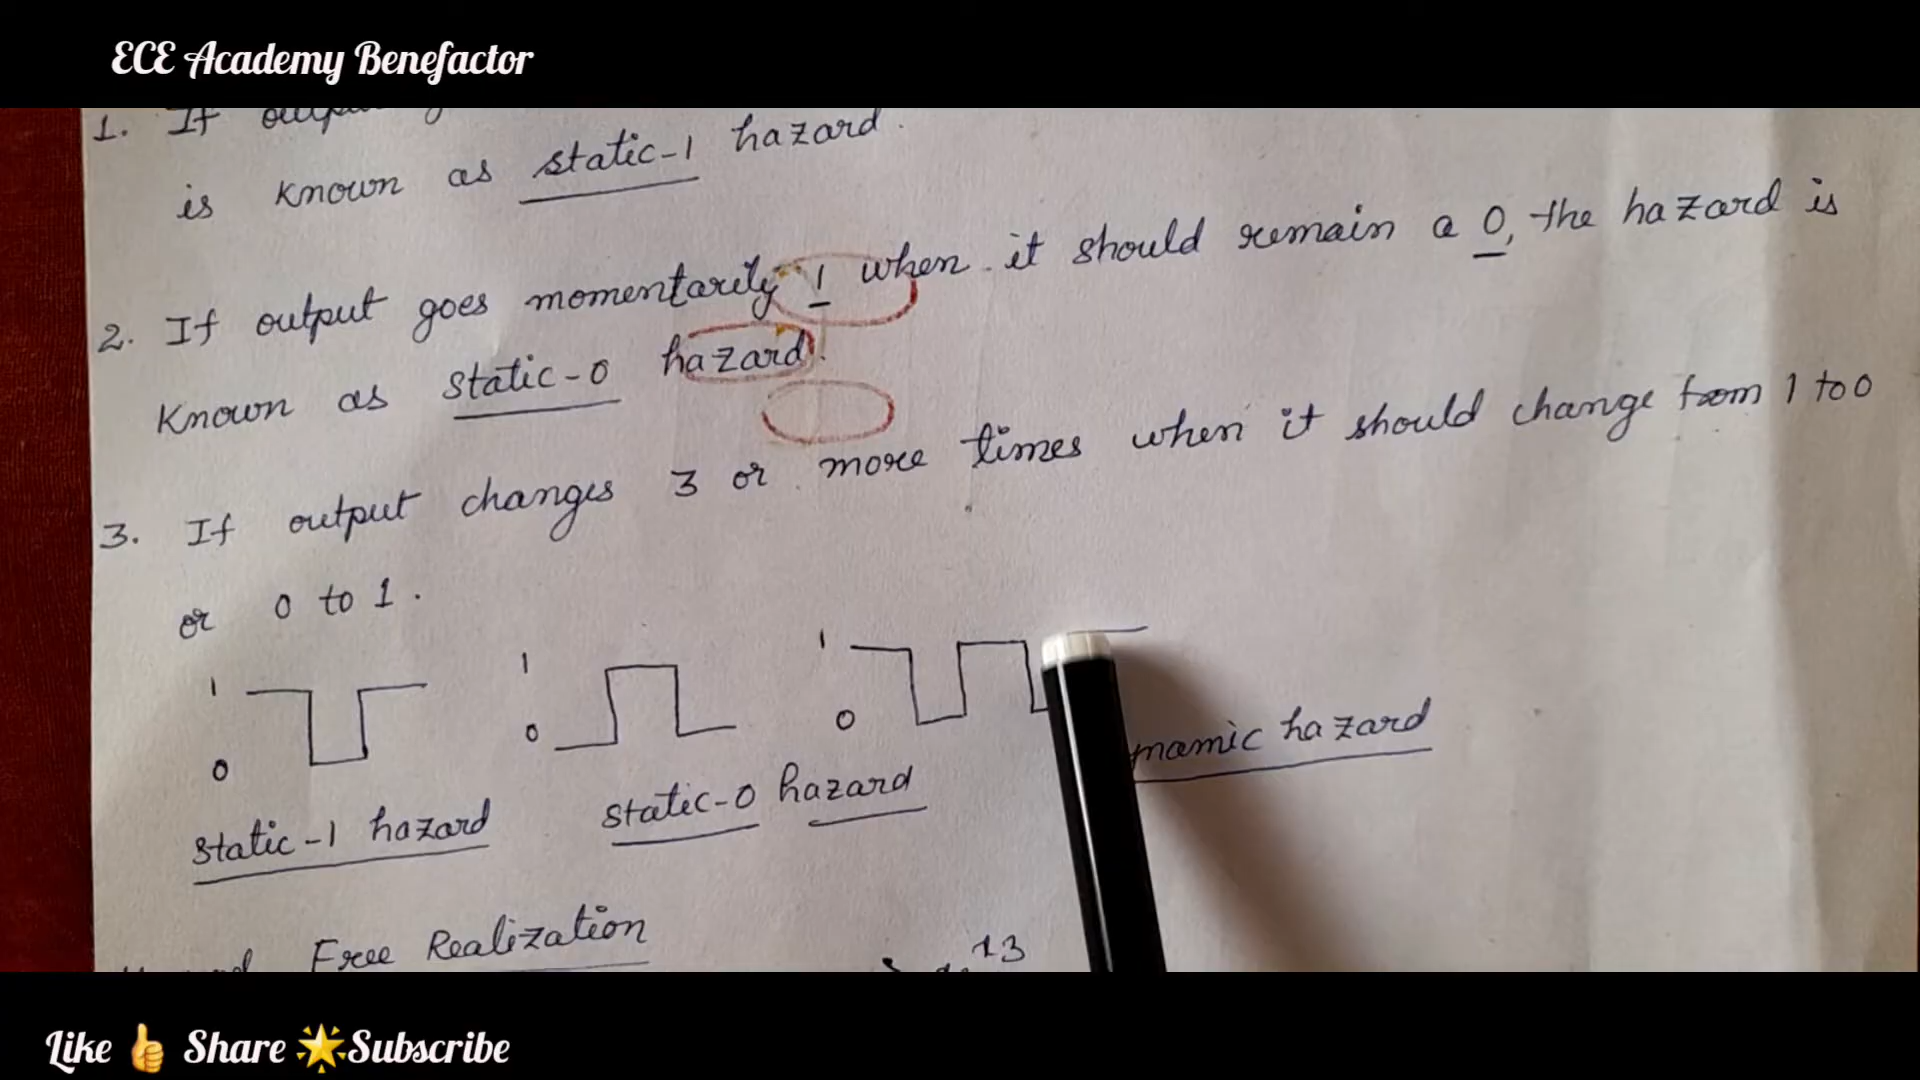 ECE Academy Benefactor
1. If output
is known as static-1 hazard.
2. If output goes momentarily 1 when it should remain a 0, the hazard is
known as static-0 hazard.
3. If output changes 3 or more times when it should change from 1 to 0
or 0 to 1.
1 1 1
0 0 0
static-1 hazard static-0 hazard namic hazard
Free Realization
13
Like 👍 Share 🌟Subscribe